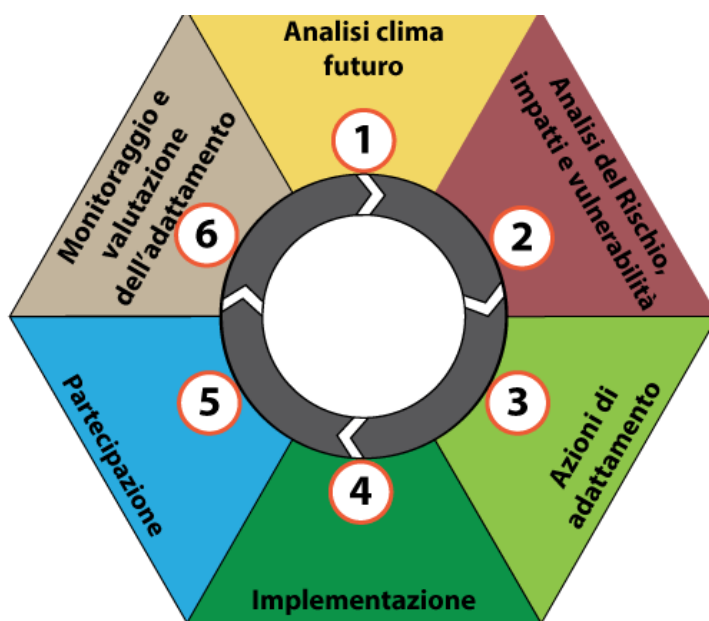 1
Analisi clima
futuro
2
Analisi del Rischio,
impatti e vulnerabilità
3
Azioni di
adattamento
4
Implementazione
5
Partecipazione
6
Monitoraggio e
valutazione
dell'adattamento